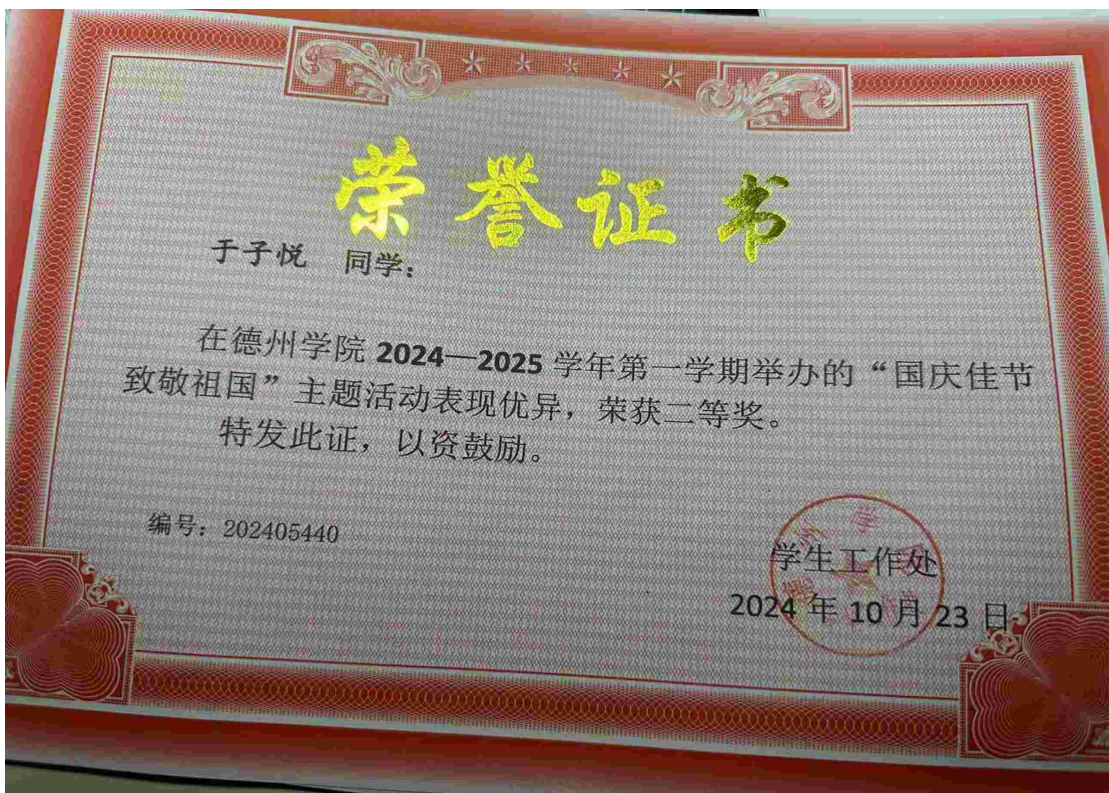 荣誉证书
于子悦 同学:
在德州学院 2024—2025 学年第一学期举办的“国庆佳节
致敬祖国”主题活动表现优异，荣获二等奖。
特发此证，以资鼓励。
编号：202405440
学生工作处
2024 年 10 月 23 日